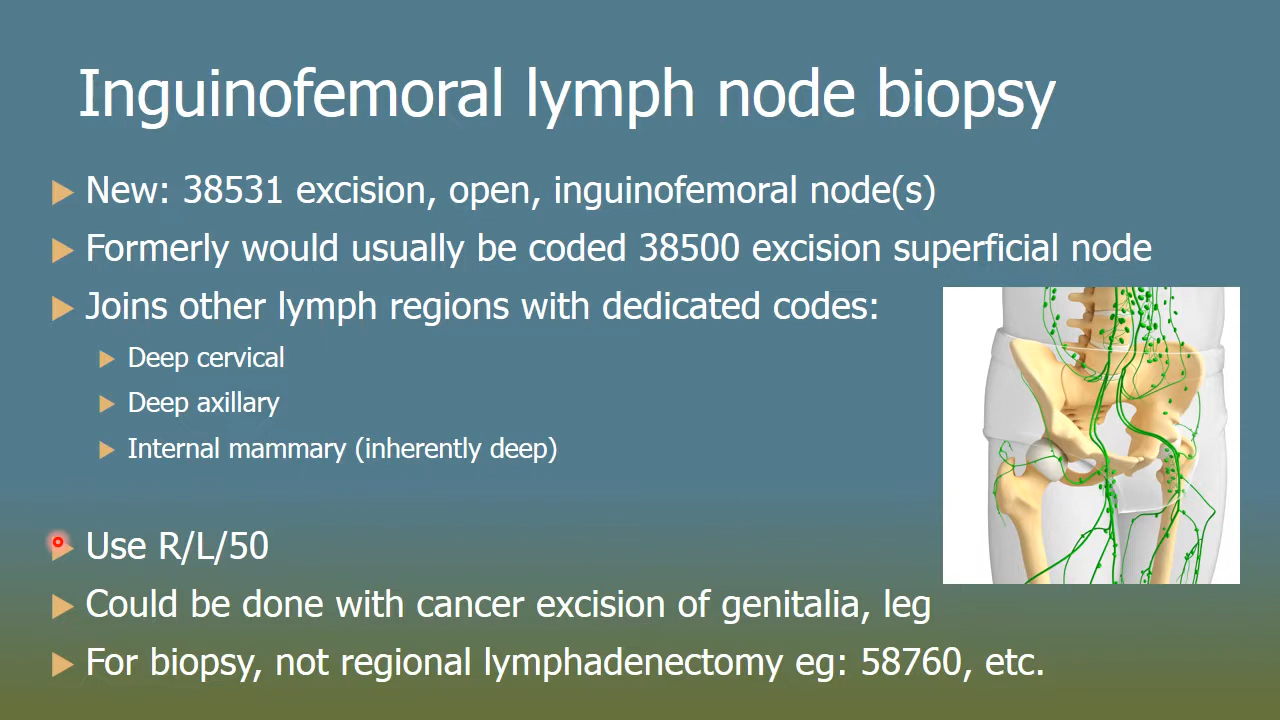 Inguinofemoral lymph node biopsy
New: 38531 excision, open, inguinofemoral node(s)
Formerly would usually be coded 38500 excision superficial node
Joins other lymph regions with dedicated codes:
Deep cervical
Deep axillary
Internal mammary (inherently deep)
Use R/L/50
Could be done with cancer excision of genitalia, leg
For biopsy, not regional lymphadenectomy eg: 58760, etc.